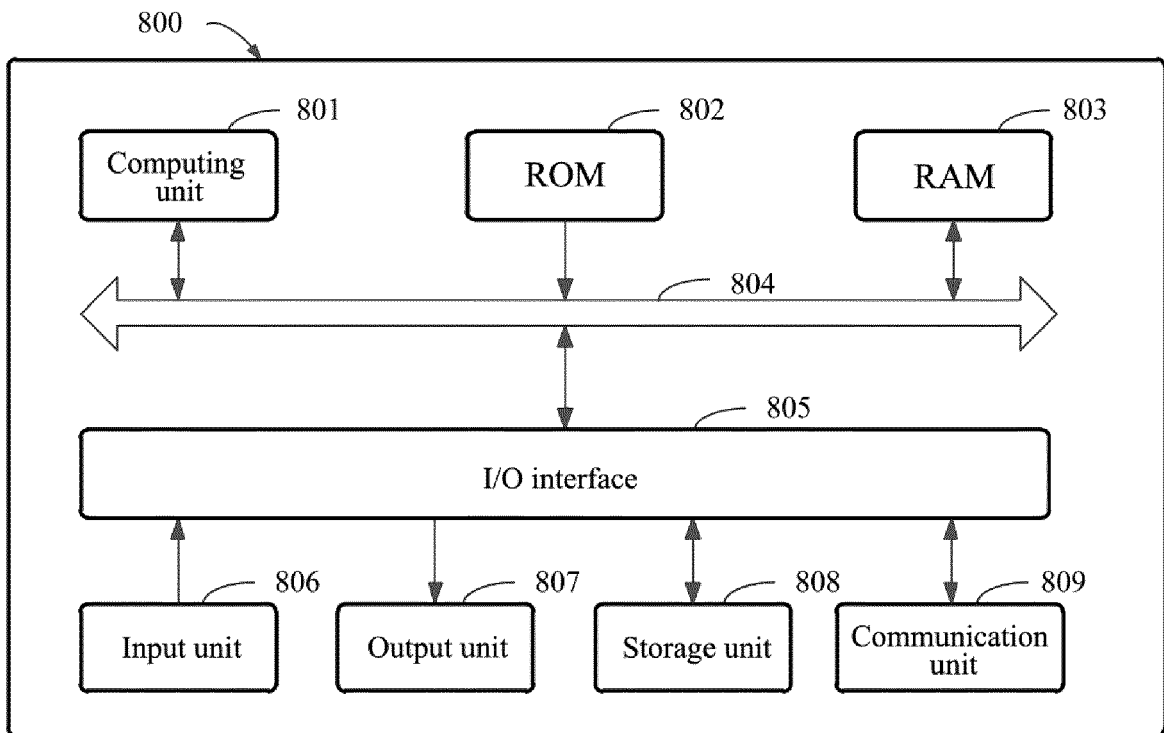 800
801
802
803
Computing
unit
ROM
RAM
804
805
I/O interface
806
807
808
809
Input unit
Output unit
Storage unit
Communication
unit